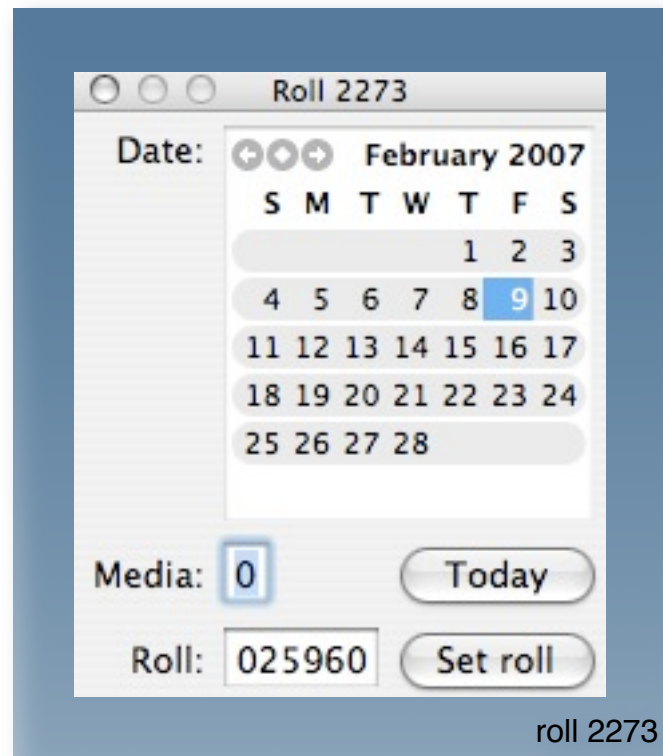 Roll 2273
Date:
February 2007
S M T W T F S
1 2 3
4 5 6 7 8 9 10
11 12 13 14 15 16 17
18 19 20 21 22 23 24
25 26 27 28
Media: 0 Today
Roll: 025960 Set roll
roll 2273